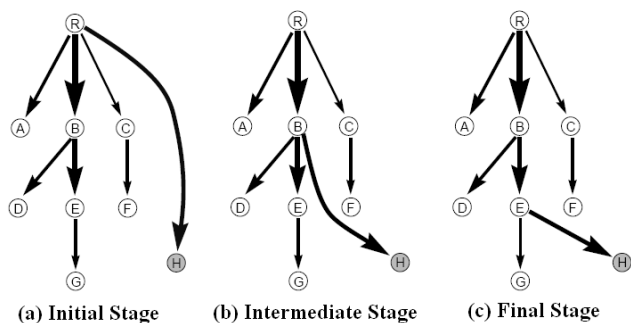 R R R
A B C A B C A B C
D E F D E F D E F
G H G H G H
(a) Initial Stage (b) Intermediate Stage (c) Final Stage